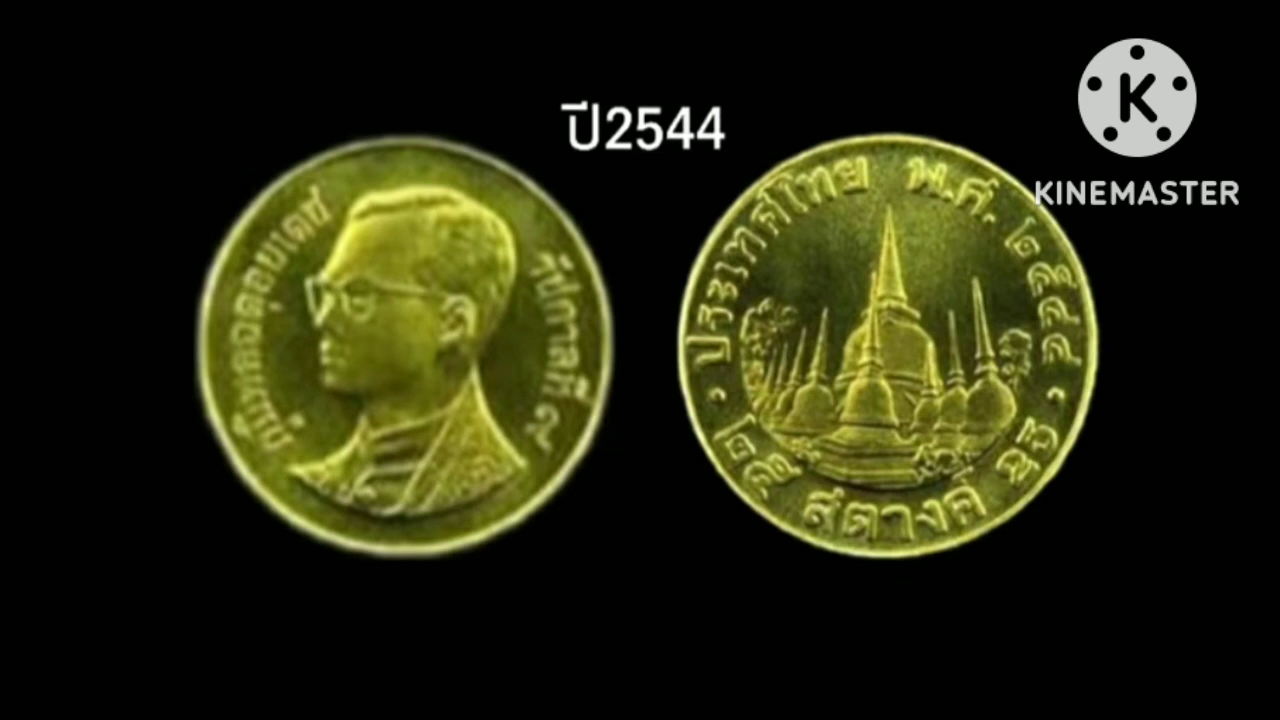 ปี2544
KINEMASTER
ภูมิพลอดุลยเดช
รัชกาลที่ ๙
ประเทศไทย พ.ศ. ๒๕๔๔
๒๕ สตางค์ 25